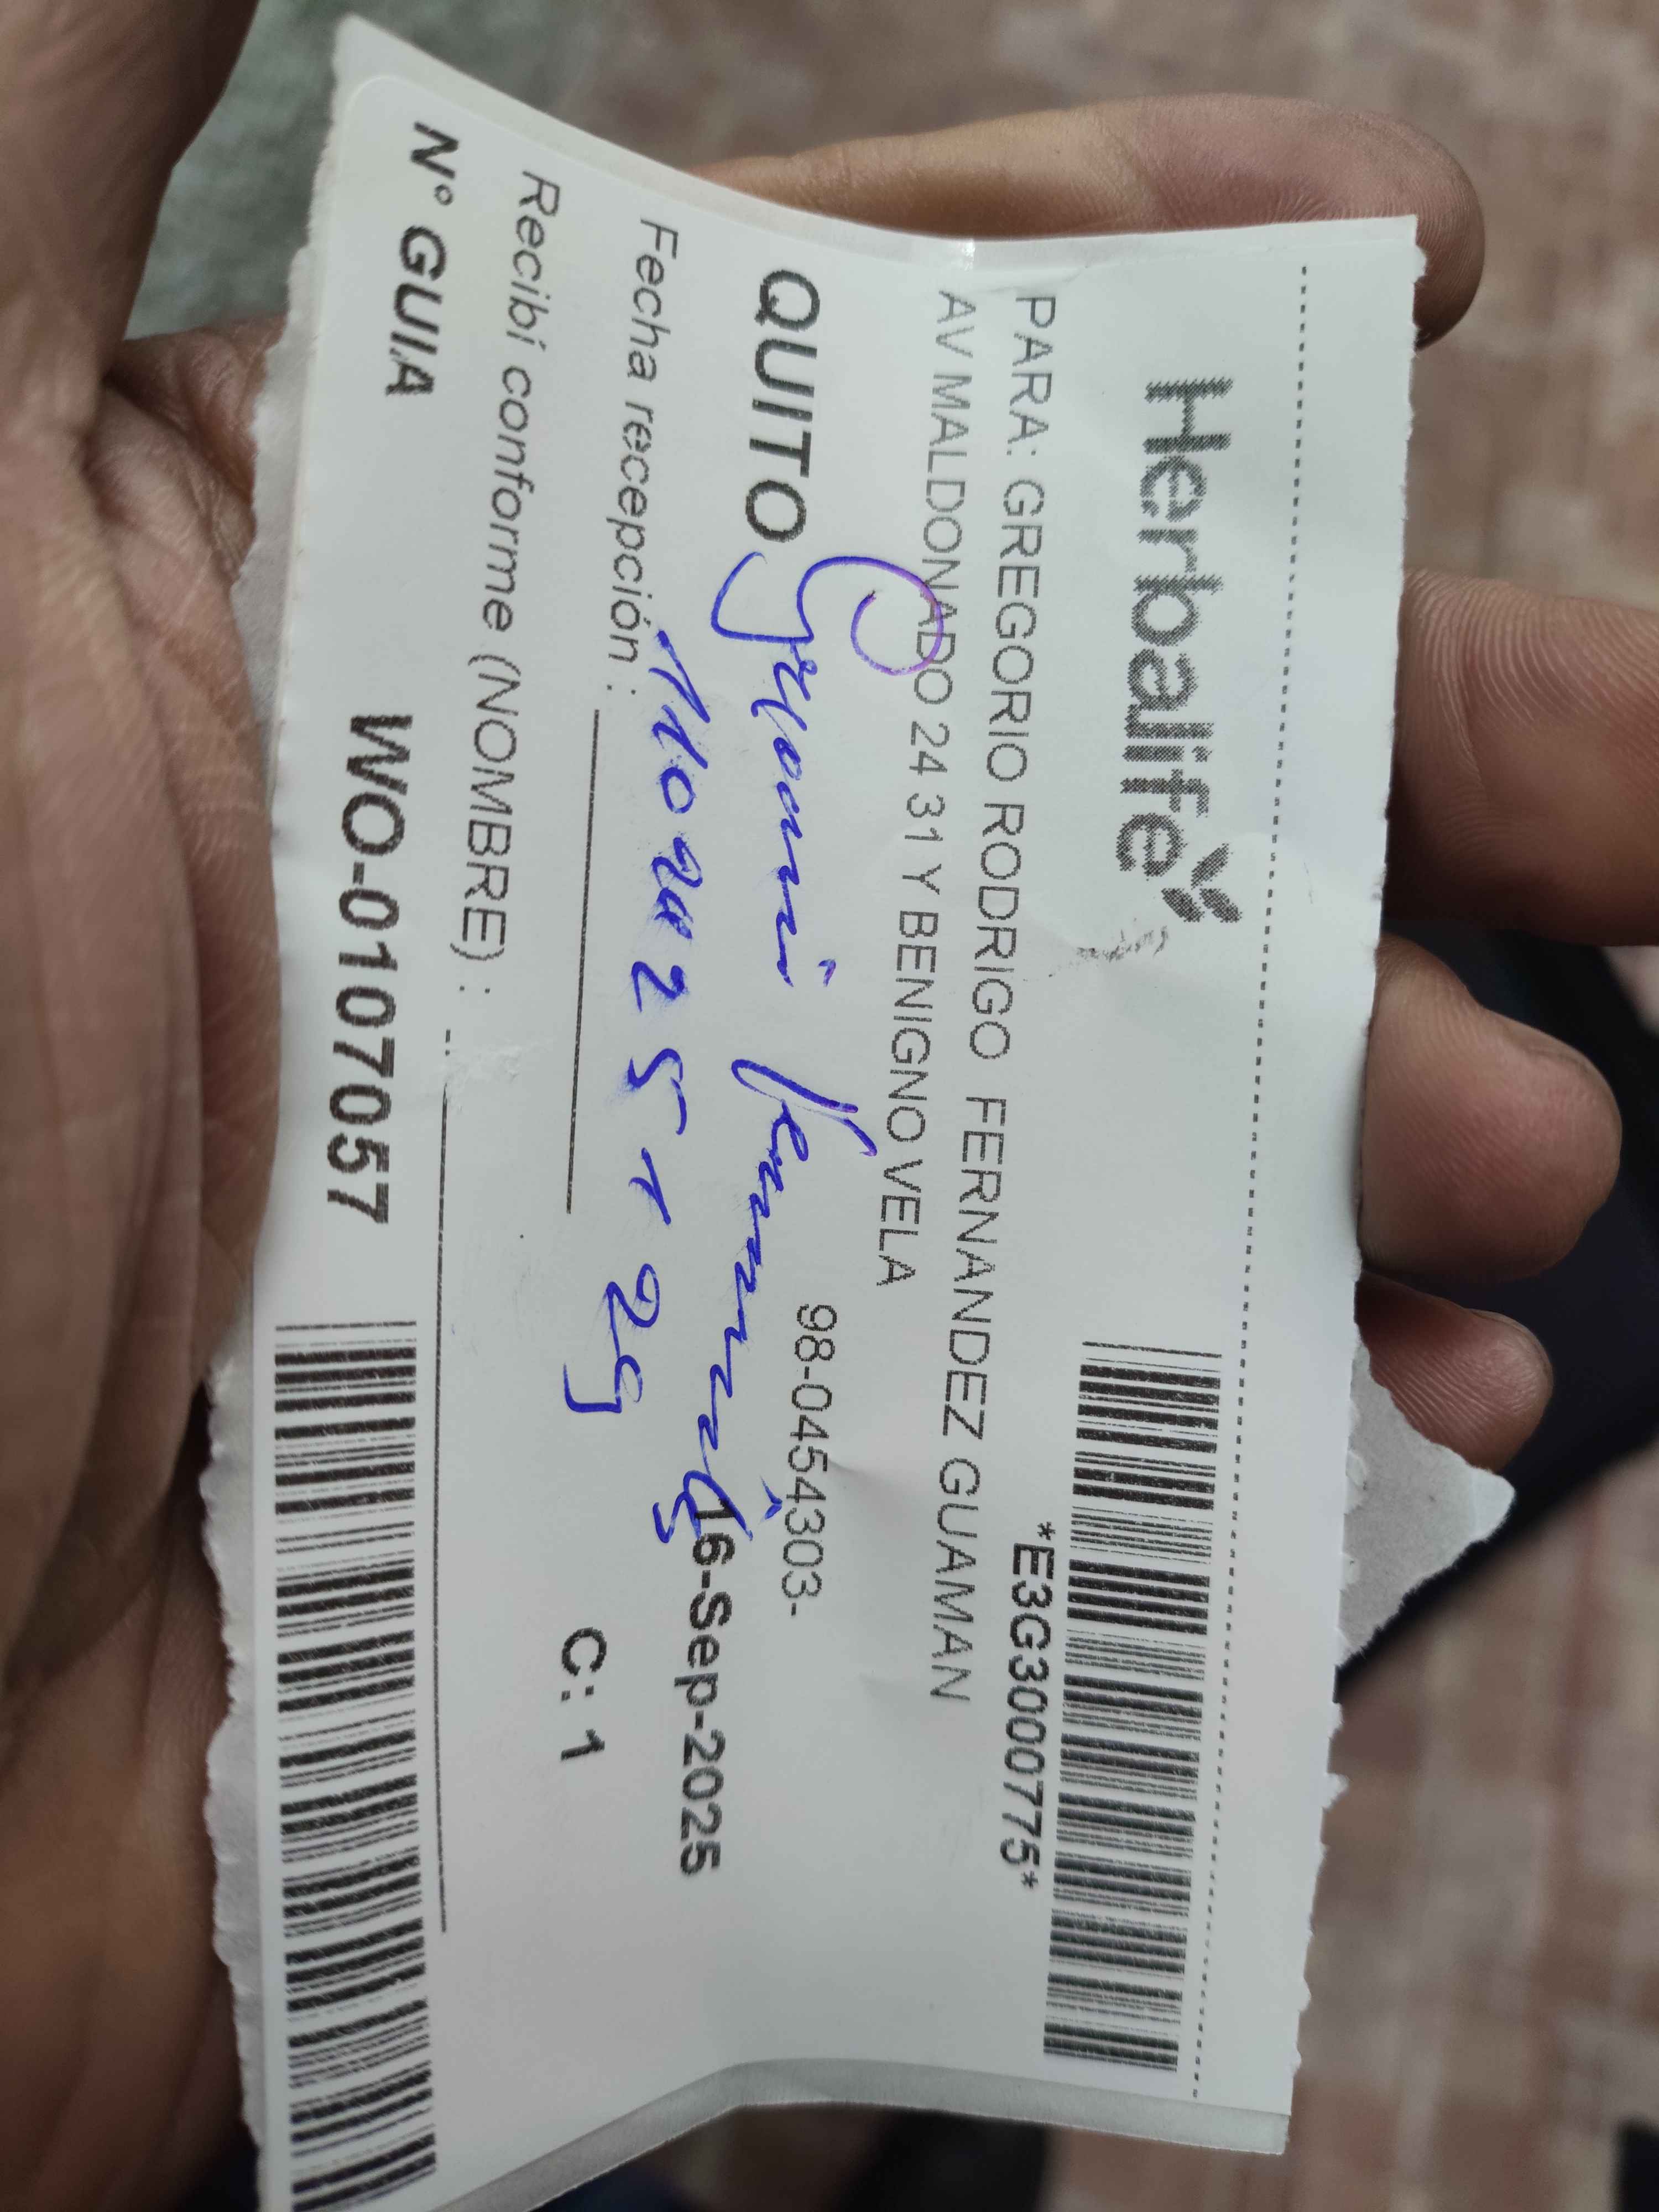 Herbalife
PARA: GREGORIO RODRIGO FERNANDEZ GUAMAN
*E3G3000775*
AV MALDONADO 24 31 Y BENIGNO VELA
98-0454303-
QUITO
16-Sep-2025
Fecha recepción :
C: 1
Recibí conforme (NOMBRE) :
N° GUIA WO-0107057